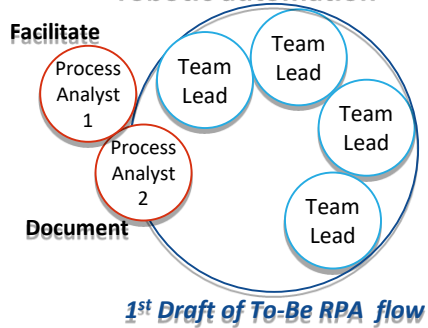 Facilitate
Process
Analyst
1
Team
Lead
Team
Lead
Team
Lead
Process
Analyst
2
Team
Lead
Document
1st Draft of To-Be RPA flow